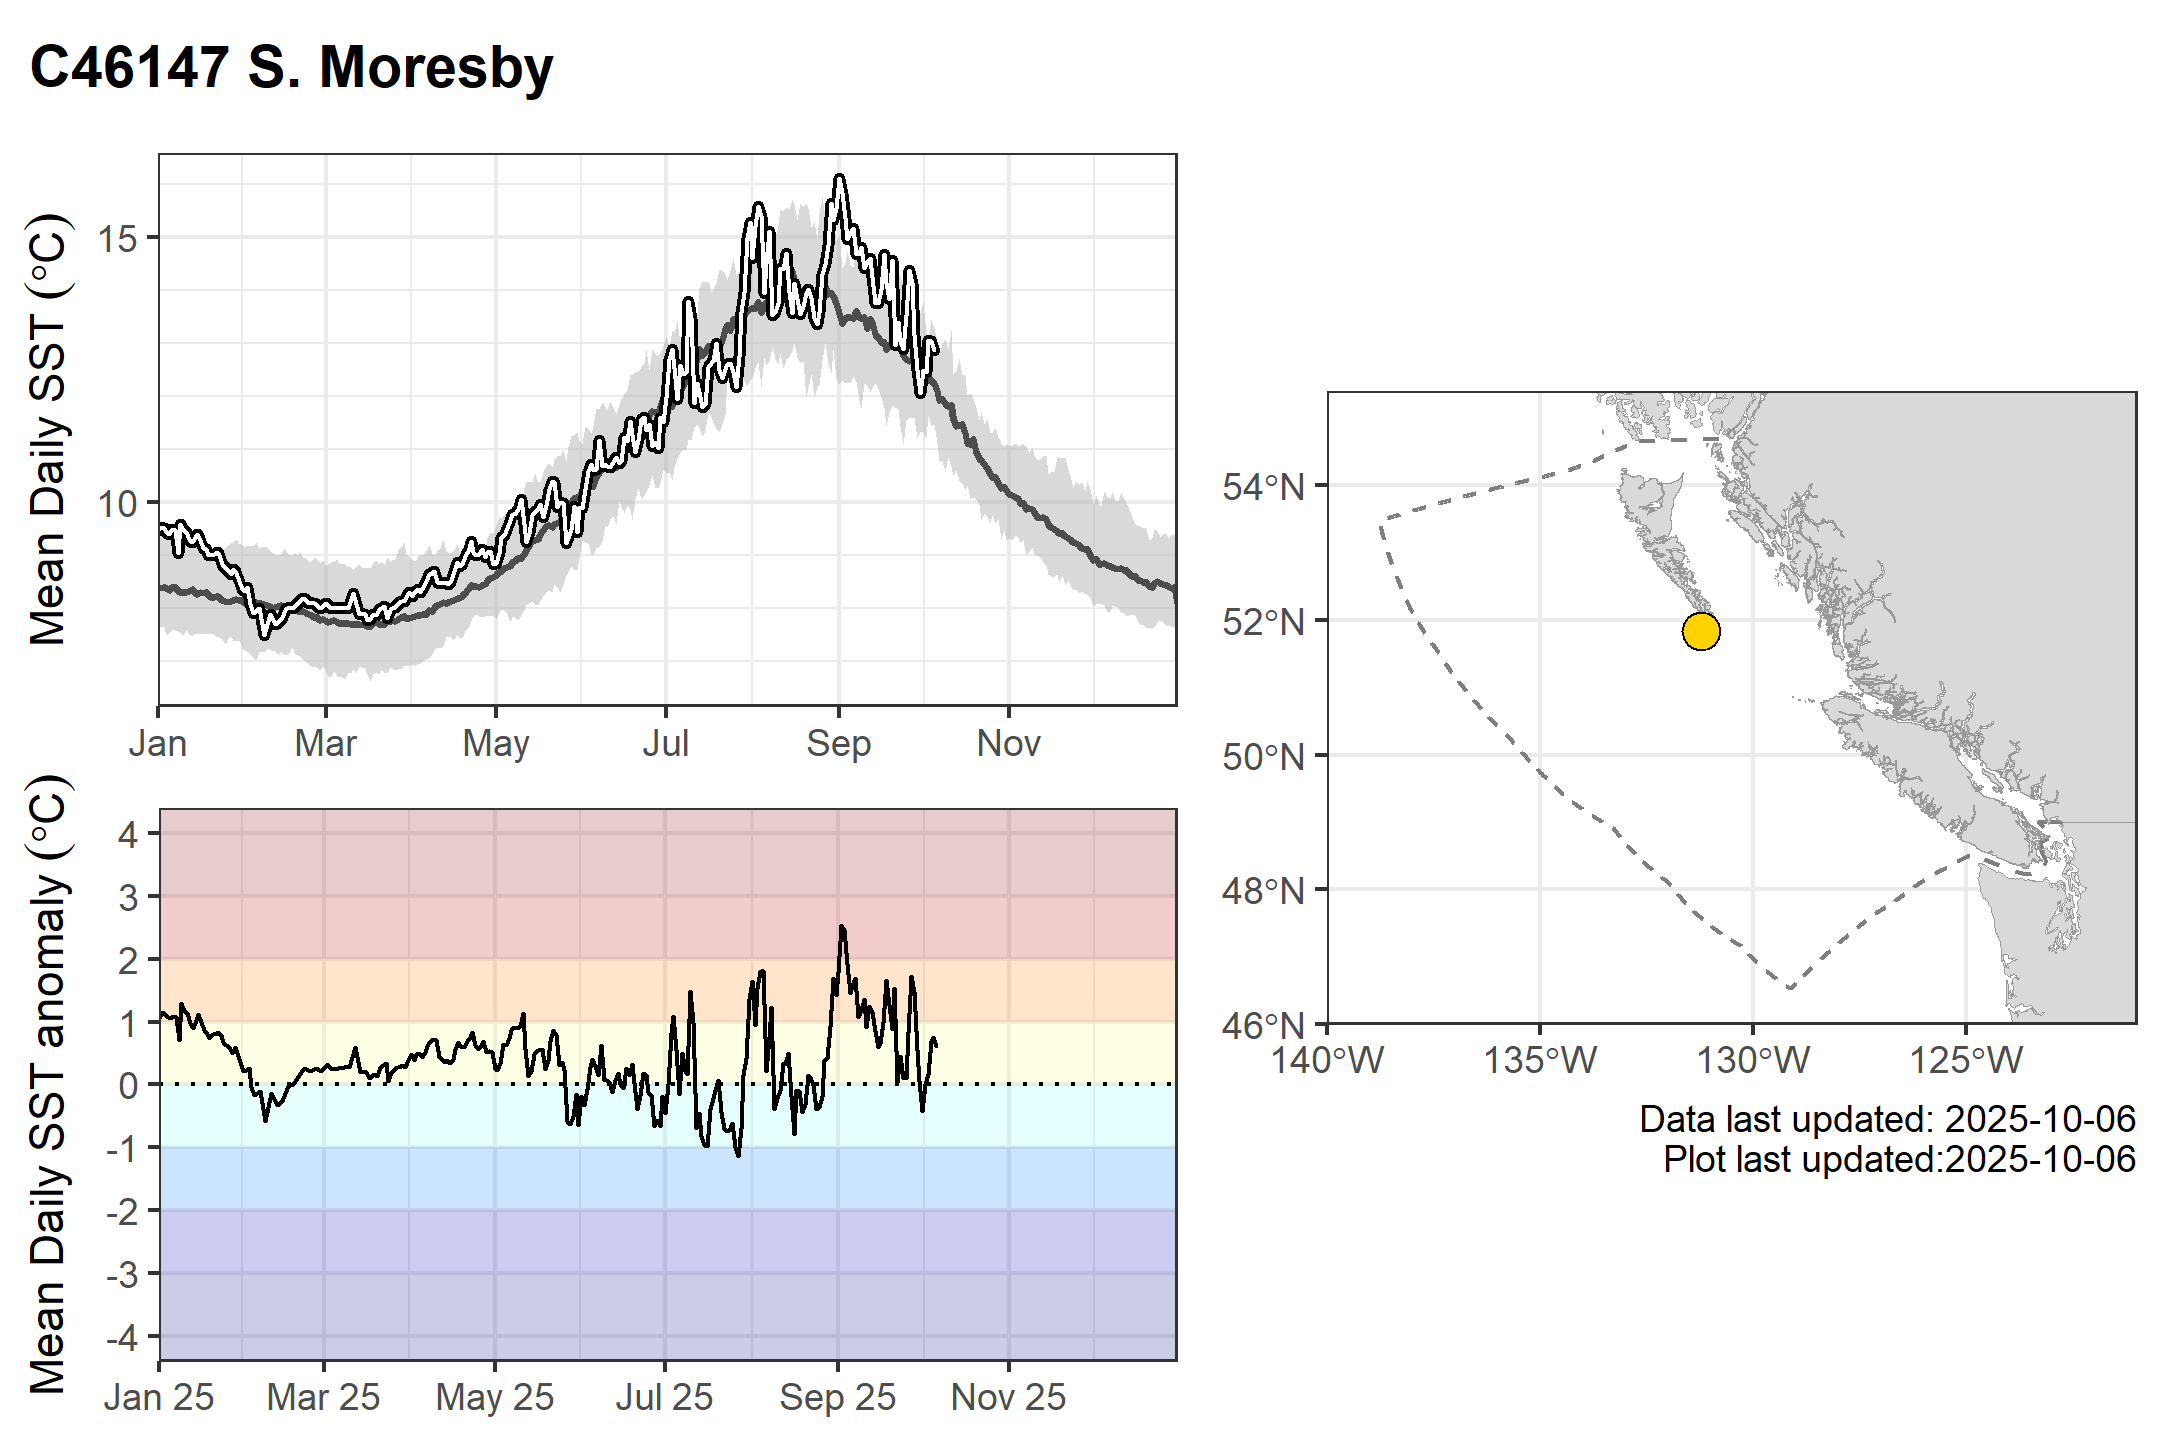 C46147 S. Moresby
Mean Daily SST (°C)
15
10
Jan Mar May Jul Sep Nov
Mean Daily SST anomaly (°C)
4
3
2
1
0
-1
-2
-3
-4
Jan 25 Mar 25 May 25 Jul 25 Sep 25 Nov 25
54°N
52°N
50°N
48°N
46°N
140°W 135°W 130°W 125°W
Data last updated: 2025-10-06
Plot last updated:2025-10-06